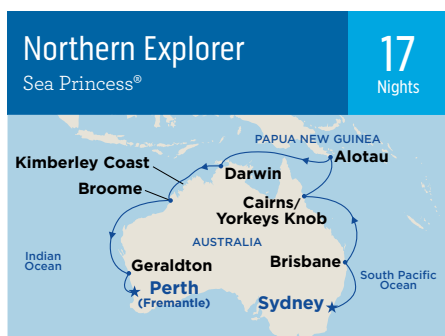 Northern Explorer
Sea Princess®
17
Nights
PAPUA NEW GUINEA
Alotau
Kimberley Coast
Darwin
Broome
Cairns/
Yorkeys Knob
AUSTRALIA
Indian
Ocean
Geraldton
Brisbane
South Pacific
Ocean
Perth
(Fremantle)
Sydney